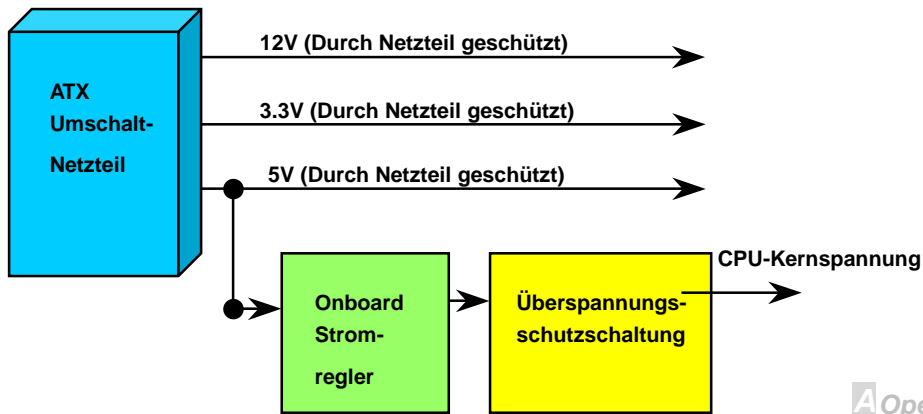 12V (Durch Netzteil geschützt)
ATX
Umschalt-
Netzteil
3.3V (Durch Netzteil geschützt)
5V (Durch Netzteil geschützt)
CPU-Kernspannung
Onboard
Strom-
regler
Überspannungs-
schutzschaltung
A Ope